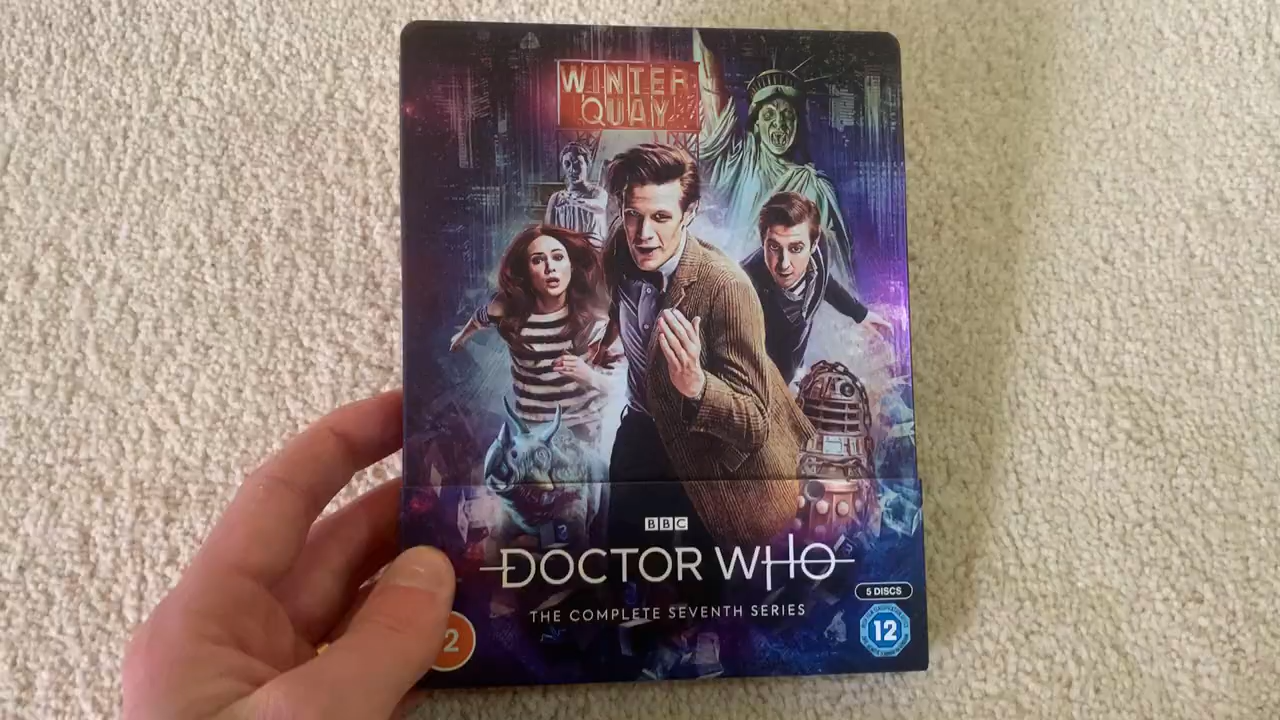 WINTER
QUAY
BBC
DOCTOR WHO
THE COMPLETE SEVENTH SERIES
5 DISCS
12
2